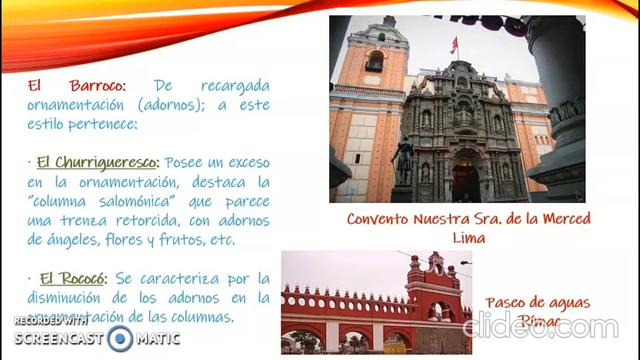 El Barroco: De recargada
ornamentación (adornos); a este
estilo pertenece:
· El Churrigueresco: Posee un exceso
en la ornamentación, destaca la
"columna salomónica" que parece
una trenza retorcida, con adornos
de ángeles, flores y frutos, etc.
· El Rococó: Se caracteriza por la
disminución de los adornos en la
ornamentación de las columnas.
Convento Nuestra Sra. de la Merced
Lima
Paseo de aguas
Rímac
RECORDED WITH
SCREENCAST MATIC
clideo.com